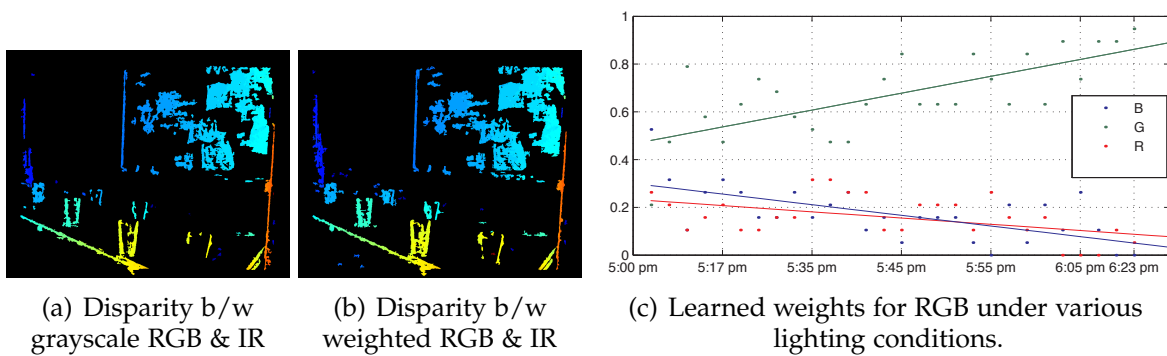 1
0.8
0.6
0.4
0.2
0
5:00 pm 5:17 pm 5:35 pm 5:45 pm 5:55 pm 6:05 pm 6:23 pm
B
G
R
(a) Disparity b/w
grayscale RGB & IR
(b) Disparity b/w
weighted RGB & IR
(c) Learned weights for RGB under various
lighting conditions.